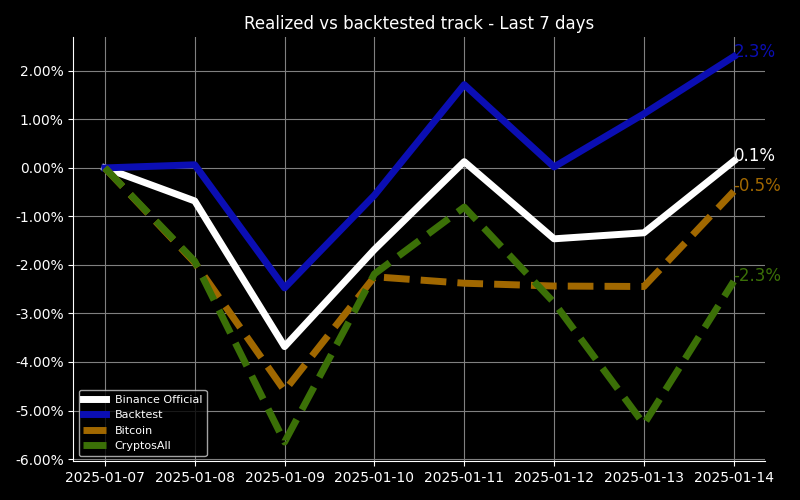 Realized vs backtested track - Last 7 days
2.3%
2.00%
1.00%
0.1%
0.00%
-0.5%
-1.00%
-2.00%
-2.3%
-3.00%
-4.00%
-5.00%
-6.00%
Binance Official
Backtest
Bitcoin
CryptosAll
2025-01-07 2025-01-08 2025-01-09 2025-01-10 2025-01-11 2025-01-12 2025-01-13 2025-01-14